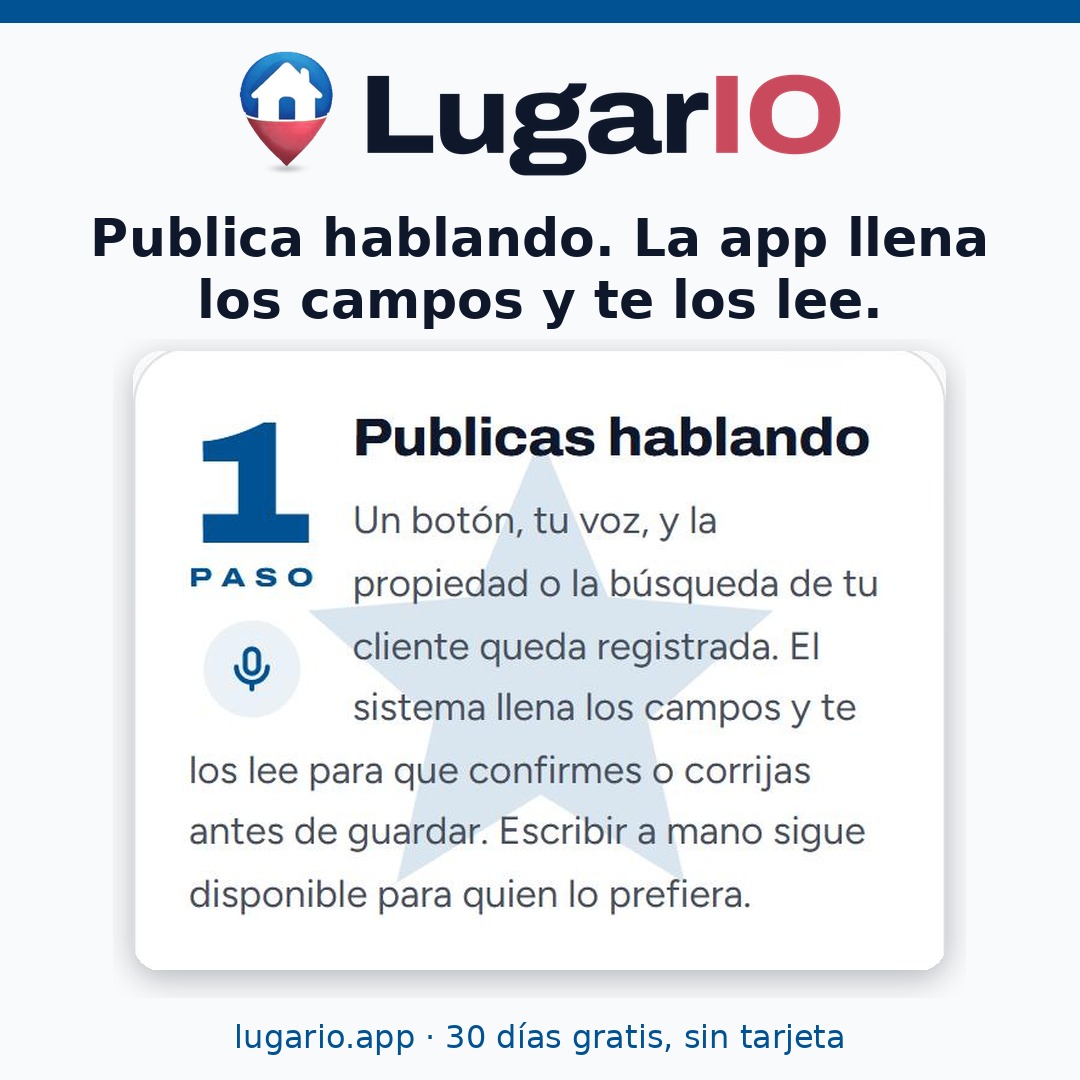 LugarIO
Publica hablando. La app llena
los campos y te los lee.
1
PASO
Publicas hablando
Un botón, tu voz, y la
propiedad o la búsqueda de tu
cliente queda registrada. El
sistema llena los campos y te
los lee para que confirmes o corrijas
antes de guardar. Escribir a mano sigue
disponible para quien lo prefiera.
lugario.app · 30 días gratis, sin tarjeta